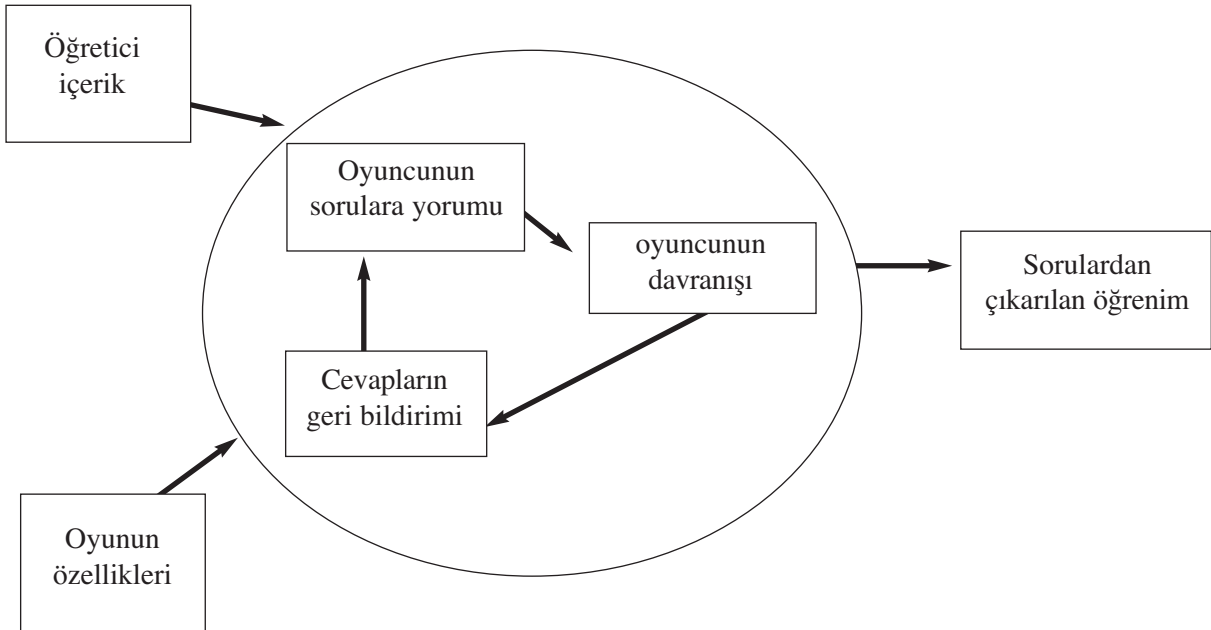 Öğretici
içerik
Oyuncunun
sorulara yorumu
oyuncunun
davranışı
Sorulardan
çıkarılan öğrenim
Cevapların
geri bildirimi
Oyunun
özellikleri